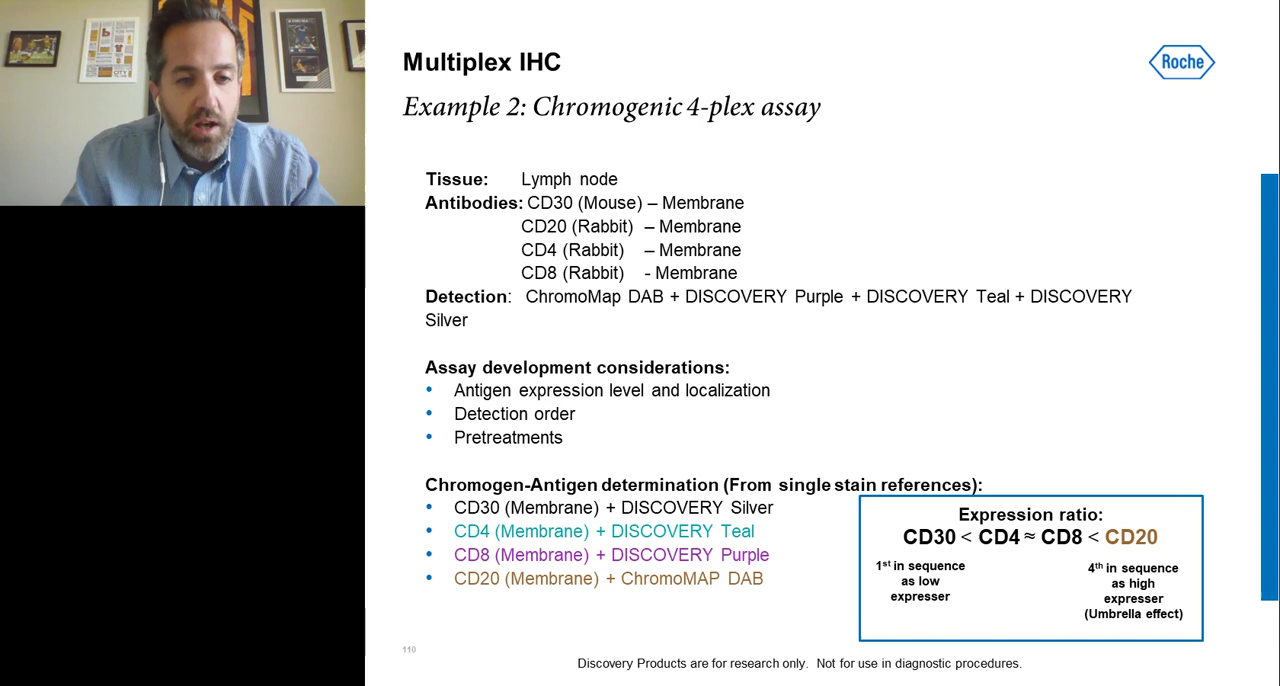 Multiplex IHC
Roche
Example 2: Chromogenic 4-plex assay
Tissue: Lymph node
Antibodies: CD30 (Mouse) – Membrane
CD20 (Rabbit) – Membrane
CD4 (Rabbit) – Membrane
CD8 (Rabbit) - Membrane
Detection: ChromoMap DAB + DISCOVERY Purple + DISCOVERY Teal + DISCOVERY
Silver
Assay development considerations:
• Antigen expression level and localization
• Detection order
• Pretreatments
Chromogen-Antigen determination (From single stain references):
• CD30 (Membrane) + DISCOVERY Silver
• CD4 (Membrane) + DISCOVERY Teal
• CD8 (Membrane) + DISCOVERY Purple
• CD20 (Membrane) + ChromoMAP DAB
Expression ratio:
CD30 < CD4 ≈ CD8 < CD20
1st in sequence
as low
expresser
4th in sequence
as high
expresser
(Umbrella effect)
110
Discovery Products are for research only. Not for use in diagnostic procedures.